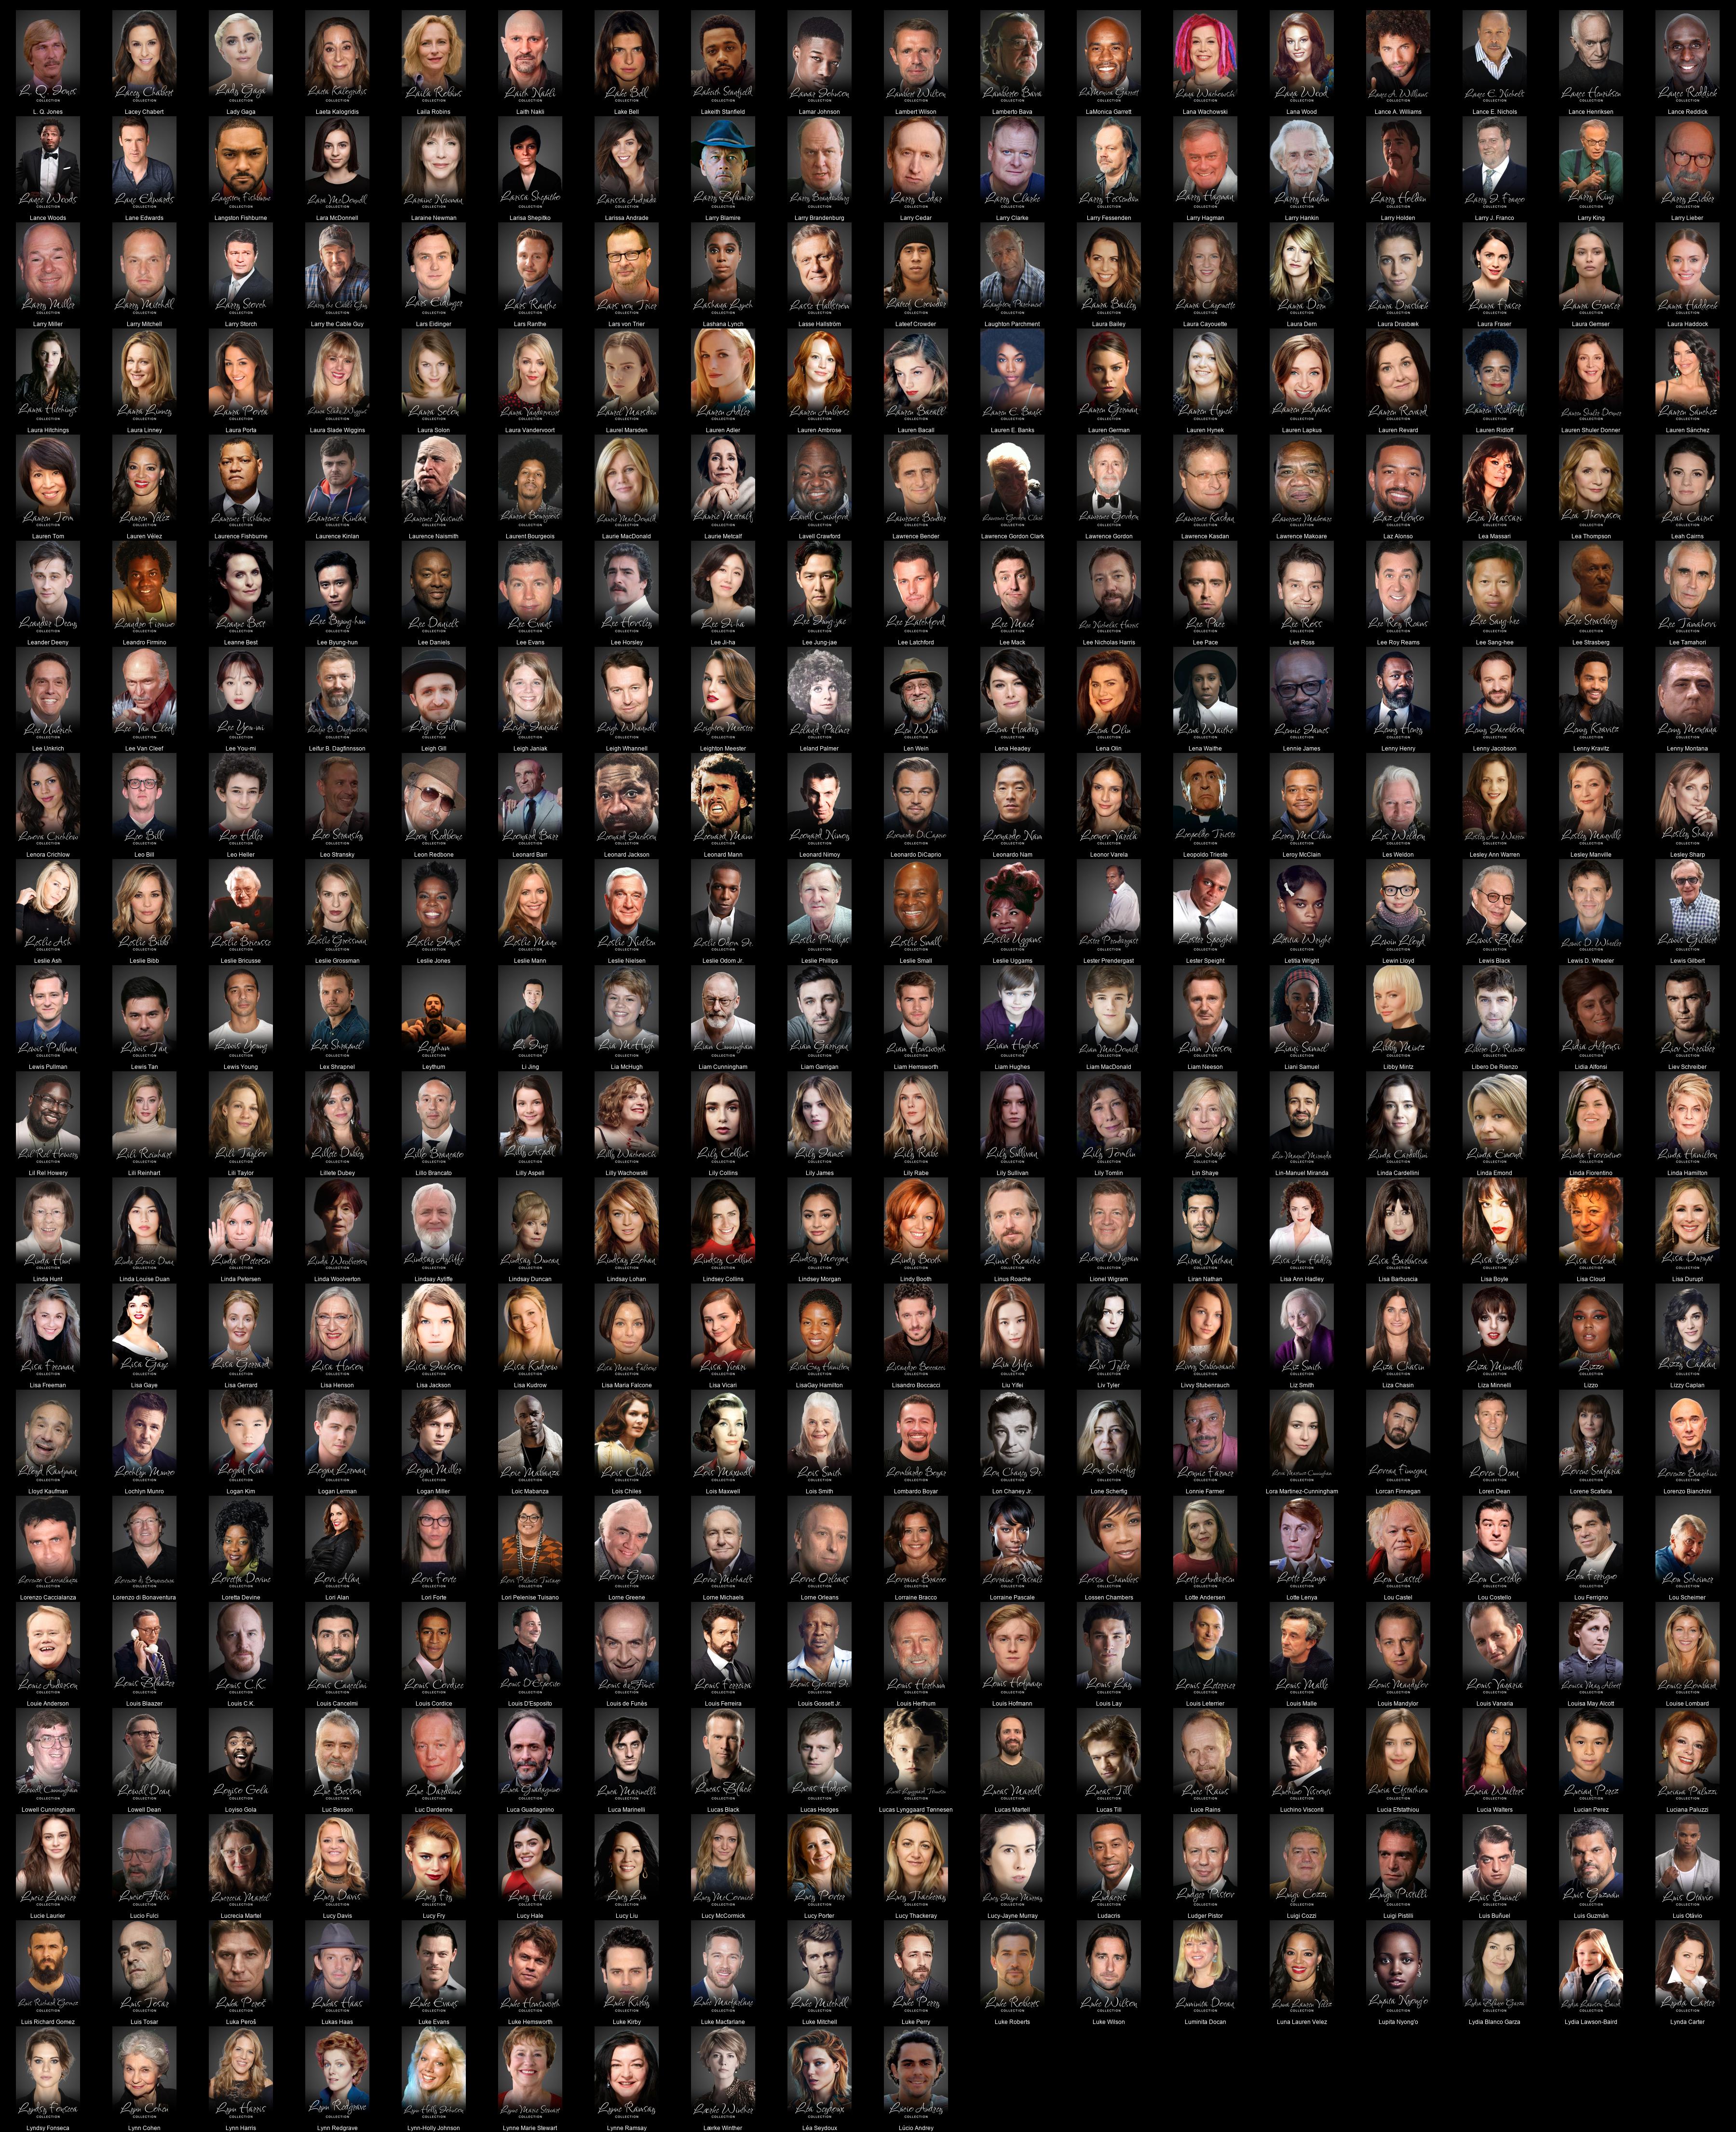 L. Q. Jones Lacey Chabert Lady Gaga Laeta Kalogridis Laila Robins Laith Nakli Lake Bell Lakeith Stanfield Lamar Johnson Lambert Wilson Lamberto Bava LaMonica Garrett Lana Wachowski Lana Wood Lance A. Williams Lance E. Nichols Lance Henriksen Lance Reddick
Lance Woods Lane Edwards Langston Fishburne Lara McDonnell Laraine Newman Larisa Shepitko Larissa Andrade Larry Blamire Larry Brandenburg Larry Cedar Larry Clarke Larry Fessenden Larry Hagman Larry Hankin Larry Holden Larry J. Franco Larry King Larry Lieber
Larry Miller Larry Mitchell Larry Storch Larry the Cable Guy Lars Eidinger Lars Ranthe Lars von Trier Lashana Lynch Lasse Hallström Lateef Crowder Laughton Parchment Laura Bailey Laura Cayouette Laura Dern Laura Drasbæk Laura Fraser Laura Gemser Laura Haddock
Laura Hitchings Laura Linney Laura Porta Laura Slade Wiggins Laura Solon Laura Vandervoort Laurel Marsden Lauren Adler Lauren Ambrose Lauren Bacall Lauren E. Banks Lauren German Lauren Hynek Lauren Lapkus Lauren Revard Lauren Ridloff Lauren Shuler Donner Lauren Sánchez
Lauren Tom Lauren Vélez Laurence Fishburne Laurence Kinlan Laurence Naismith Laurent Bourgeois Laurie MacDonald Laurie Metcalf Lavell Crawford Lawrence Bender Lawrence Gordon Clark Lawrence Gordon Lawrence Kasdan Lawrence Makoare Laz Alonso Lea Massari Lea Thompson Leah Cairns
Leander Deeny Leandro Firmino Leanne Best Lee Byung-hun Lee Daniels Lee Evans Lee Horsley Lee Ji-ha Lee Jung-jae Lee Latchford Lee Mack Lee Nicholas Harris Lee Pace Lee Ross Lee Roy Reams Lee Sang-hee Lee Strasberg Lee Tamahori
Lee Unkrich Lee Van Cleef Lee You-mi Leifur B. Dagfinnsson Leigh Gill Leigh Janiak Leigh Whannell Leighton Meester Leland Palmer Len Wein Lena Headey Lena Olin Lena Waithe Lennie James Lenny Henry Lenny Jacobson Lenny Kravitz Lenny Montana
Lenora Crichlow Leo Bill Leo Heller Leo Stransky Leon Redbone Leonard Barr Leonard Jackson Leonard Mann Leonard Nimoy Leonardo DiCaprio Leonardo Nam Leonor Varela Leopoldo Trieste Leroy McClain Les Weldon Lesley Ann Warren Lesley Manville Lesley Sharp
Leslie Ash Leslie Bibb Leslie Bricusse Leslie Grossman Leslie Jones Leslie Mann Leslie Nielsen Leslie Odom Jr. Leslie Phillips Leslie Small Leslie Uggams Lester Prendergast Lester Speight Letitia Wright Lewin Lloyd Lewis Black Lewis D. Wheeler Lewis Gilbert
Lewis Pullman Lewis Tan Lewis Young Lex Shrapnel Leythum Li Jing Lia McHugh Liam Cunningham Liam Garrigan Liam Hemsworth Liam Hughes Liam MacDonald Liam Neeson Liani Samuel Libby Mintz Libero De Rienzo Lidia Alfonsi Liev Schreiber
Lil Rel Howery Lili Reinhart Lili Taylor Lillete Dubey Lillo Brancato Lilly Aspell Lilly Wachowski Lily Collins Lily James Lily Rabe Lily Sullivan Lily Tomlin Lin Shaye Lin-Manuel Miranda Linda Cardellini Linda Emond Linda Fiorentino Linda Hamilton
Linda Hunt Linda Louise Duan Linda Petersen Linda Woolverton Lindsay Ayliffe Lindsay Duncan Lindsay Lohan Lindsey Collins Lindsey Morgan Lindy Booth Linus Roache Lionel Wigram Liran Nathan Lisa Ann Hadley Lisa Barbuscia Lisa Boyle Lisa Cloud Lisa Durupt
Lisa Freeman Lisa Gaye Lisa Gerrard Lisa Henson Lisa Jackson Lisa Kudrow Lisa Maria Falcone Lisa Vicari LisaGay Hamilton Lisandro Boccacci Liu Yifei Liv Tyler Livvy Stubenrauch Liz Smith Liza Chasin Liza Minnelli Lizzo Lizzy Caplan
Lloyd Kaufman Lochlyn Munro Logan Kim Logan Lerman Logan Miller Loic Mabanza Lois Chiles Lois Maxwell Lois Smith Lombardo Boyar Lon Chaney Jr. Lone Scherfig Lonnie Farmer Lora Martinez-Cunningham Lorcan Finnegan Loren Dean Lorene Scafaria Lorenzo Bianchini
Lorenzo Caccialanza Lorenzo di Bonaventura Loretta Devine Lori Alan Lori Forte Lori Pelenise Tuisano Lorne Greene Lorne Michaels Lorne Orleans Lorraine Bracco Lorraine Pascale Lossen Chambers Lotte Andersen Lotte Lenya Lou Castel Lou Costello Lou Ferrigno Lou Scheimer
Louie Anderson Louis Blaazer Louis C.K. Louis Cancelmi Louis Cordice Louis D'Esposito Louis de Funès Louis Ferreira Louis Gossett Jr. Louis Herthum Louis Hofmann Louis Lay Louis Leterrier Louis Malle Louis Mandylor Louis Vanaria Louisa May Alcott Louise Lombard
Lowell Cunningham Lowell Dean Loyiso Gola Luc Besson Luc Dardenne Luca Guadagnino Luca Marinelli Lucas Black Lucas Hedges Lucas Lynggaard Tønnesen Lucas Martell Lucas Till Luce Rains Luchino Visconti Lucia Efstathiou Lucia Walters Lucian Perez Luciana Paluzzi
Lucie Laurier Lucio Fulci Lucrecia Martel Lucy Davis Lucy Fry Lucy Hale Lucy Liu Lucy McCormick Lucy Porter Lucy Thackeray Lucy-Jayne Murray Ludacris Ludger Pistor Luigi Cozzi Luigi Pistilli Luis Buñuel Luis Guzmán Luis Otávio
Luis Richard Gomez Luis Tosar Luka Peroš Lukas Haas Luke Evans Luke Hemsworth Luke Kirby Luke Macfarlane Luke Mitchell Luke Perry Luke Roberts Luke Wilson Luminita Docan Luna Lauren Velez Lupita Nyong'o Lydia Blanco Garza Lydia Lawson-Baird Lynda Carter
Lyndsy Fonseca Lynn Cohen Lynn Harris Lynn Redgrave Lynn-Holly Johnson Lynne Marie Stewart Lynne Ramsay Lærke Winther Léa Seydoux Lúcio Andrey